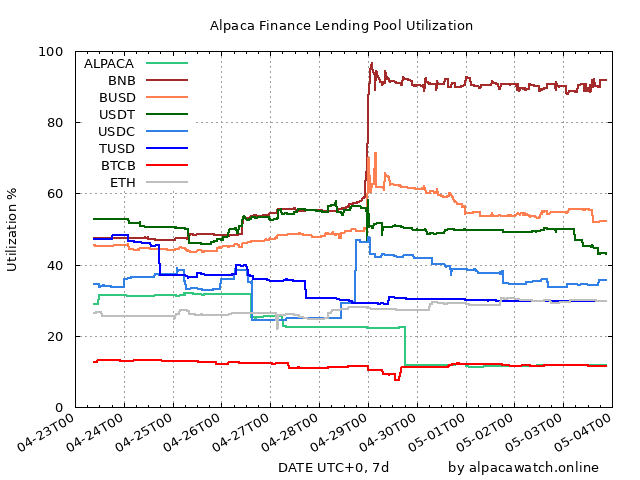 Alpaca Finance Lending Pool Utilization
100
80
60
40
20
0
Utilization %
ALPACA
BNB
BUSD
USDT
USDC
TUSD
BTCB
ETH
04-23T00
04-24T00
04-25T00
04-26T00
04-27T00
04-28T00
04-29T00
04-30T00
05-01T00
05-02T00
05-03T00
05-04T00
DATE UTC+0, 7d
by alpacawatch.online